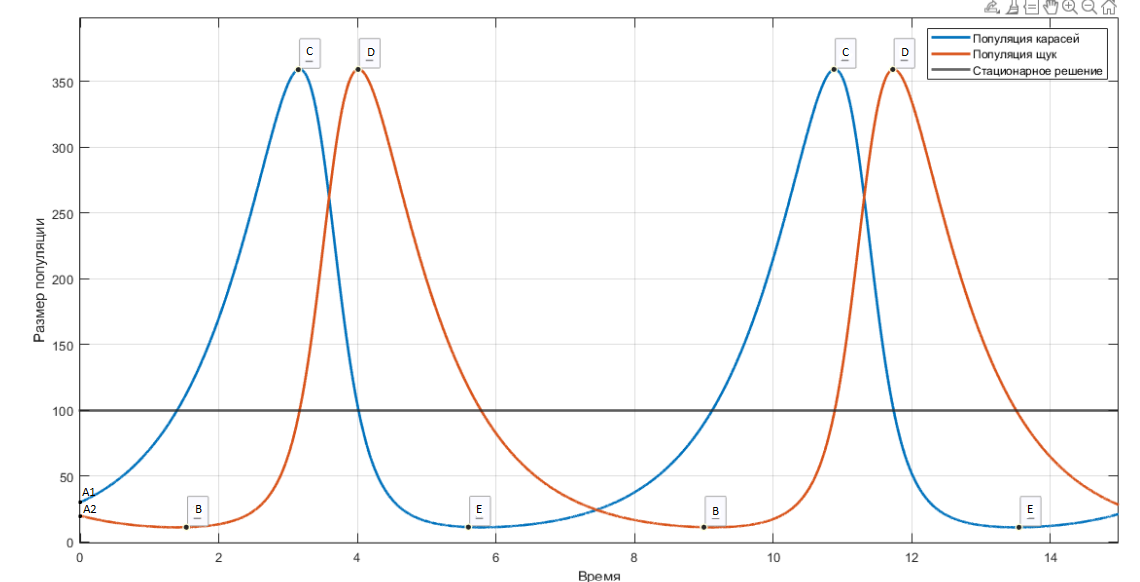 C
D
C
D
Популяция карасей
Популяция щук
Стационарное решение
350
300
250
200
150
100
50
0
Размер популяции
A1
A2
B
E
B
E
0
2
4
6
8
10
12
14
Время